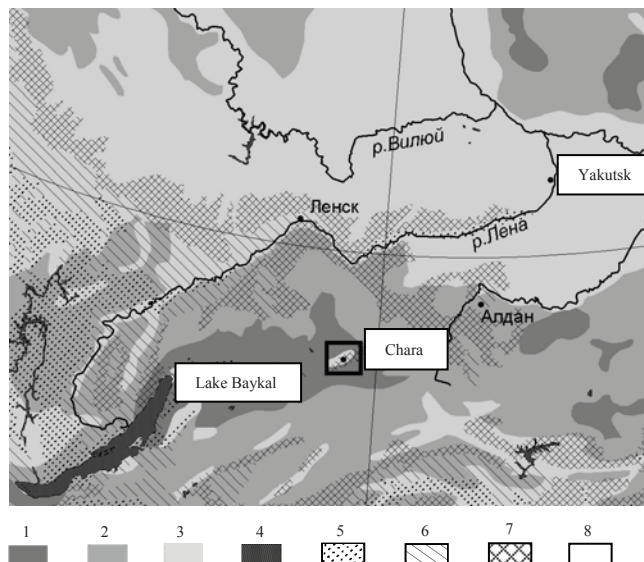 р.Вилюй
Yakutsk
Ленск
р.Лена
Алдан
Chara
Lake Baykal
1 2 3 4 5 6 7 8